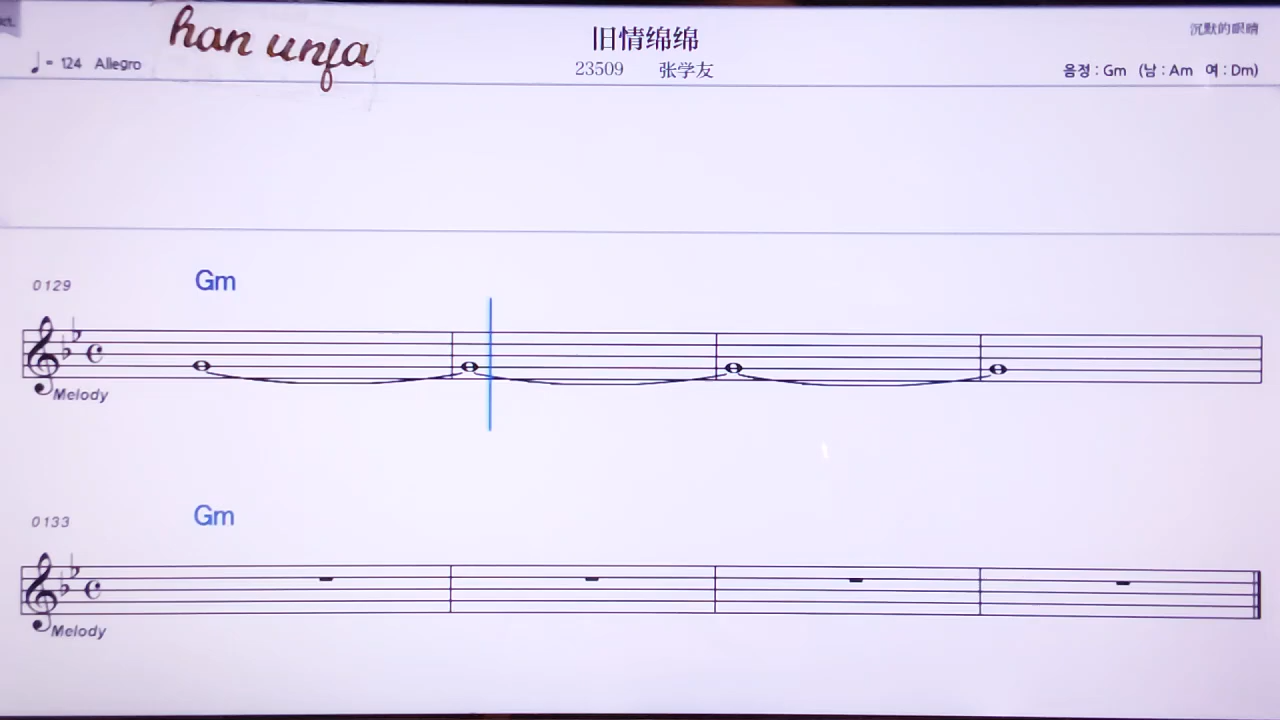 han unfa
旧情绵绵
沉默的眼睛
♩= 124 Allegro
23509 张学友
음정 : Gm (남 : Am 여 : Dm)
0129
Gm
Melody
0133
Gm
Melody